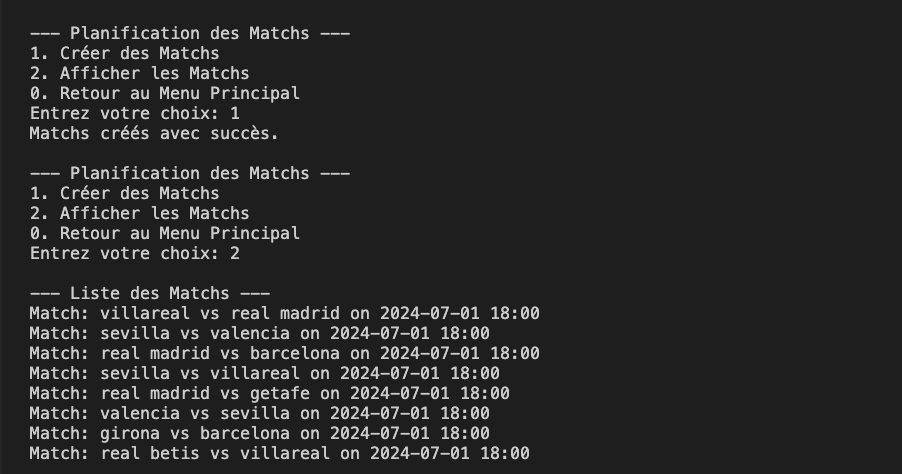 --- Planification des Matchs ---
1. Créer des Matchs
2. Afficher les Matchs
0. Retour au Menu Principal
Entrez votre choix: 1
Matchs créés avec succès.
--- Planification des Matchs ---
1. Créer des Matchs
2. Afficher les Matchs
0. Retour au Menu Principal
Entrez votre choix: 2
--- Liste des Matchs ---
Match: villareal vs real madrid on 2024-07-01 18:00
Match: sevilla vs valencia on 2024-07-01 18:00
Match: real madrid vs barcelona on 2024-07-01 18:00
Match: sevilla vs villareal on 2024-07-01 18:00
Match: real madrid vs getafe on 2024-07-01 18:00
Match: valencia vs sevilla on 2024-07-01 18:00
Match: girona vs barcelona on 2024-07-01 18:00
Match: real betis vs villareal on 2024-07-01 18:00